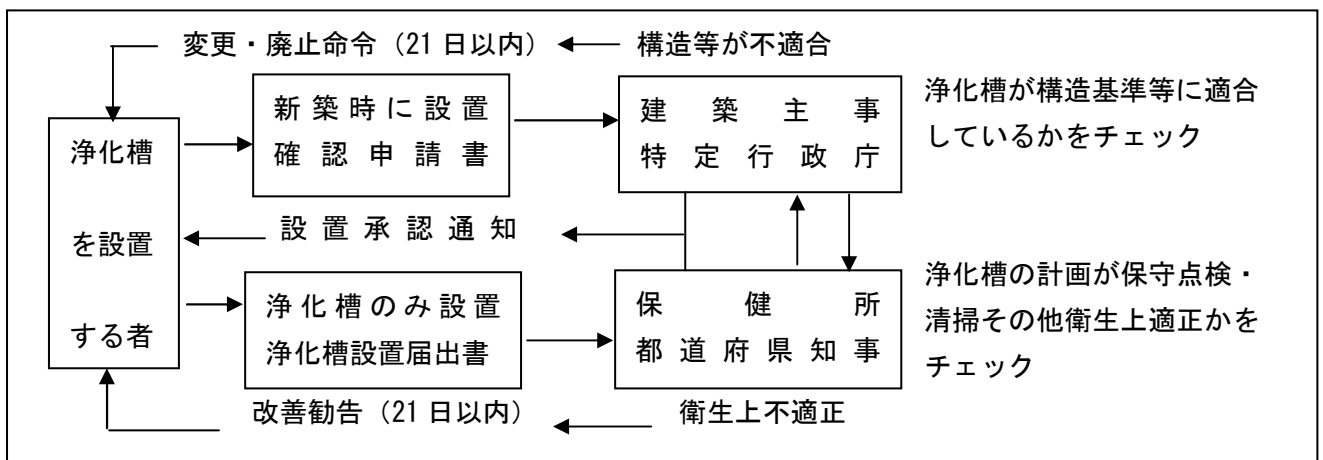 変更・廃止命令（21日以内） 構造等が不適合
新築時に設置
確認申請書
建築主事
特定行政庁
浄化槽が構造基準等に適合
しているかをチェック
浄化槽
を設置
する者
設置承認通知
浄化槽のみ設置
浄化槽設置届出書
保健所
都道府県知事
浄化槽の計画が保守点検・
清掃その他衛生上適正かを
チェック
改善勧告（21日以内） 衛生上不適正